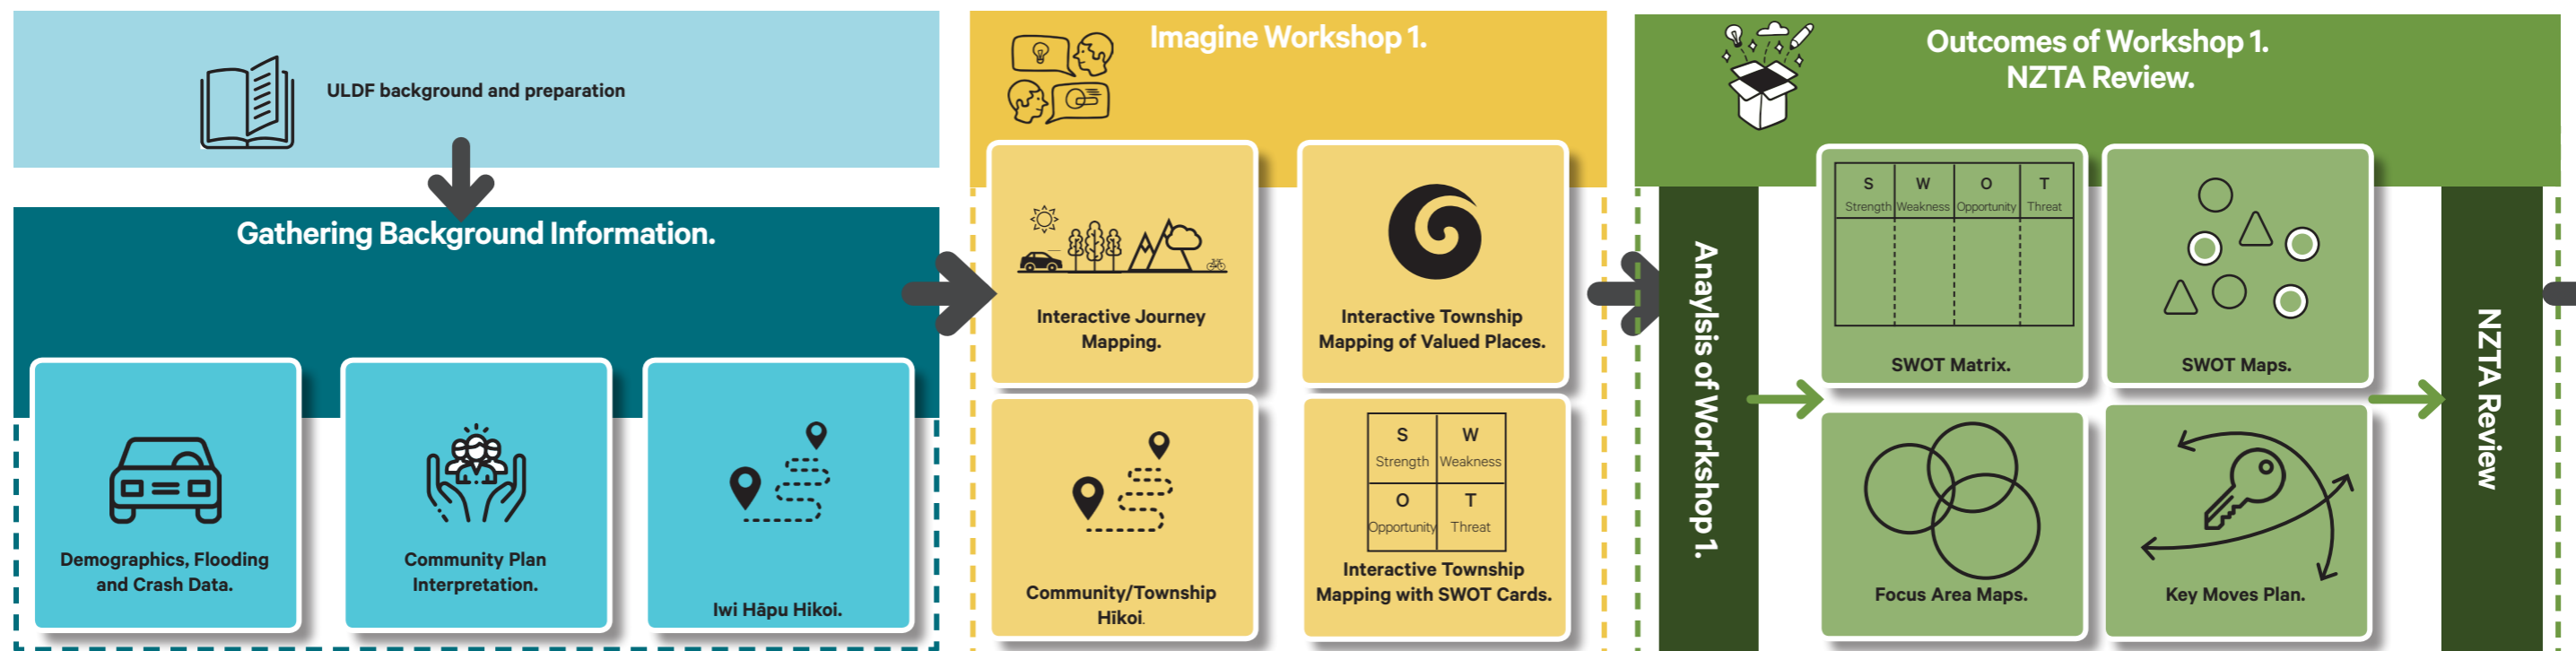 ULDF background and preparation
Gathering Background Information.
Demographics, Flooding
and Crash Data.
Community Plan
Interpretation.
Iwi Hāpu Hikoi.
Imagine Workshop 1.
Interactive Journey
Mapping.
Interactive Township
Mapping of Valued Places.
Community/Township
Hīkoi.
S W
Strength Weakness
O T
Opportunity Threat
Interactive Township
Mapping with SWOT Cards.
Outcomes of Workshop 1.
NZTA Review.
Anaylsis of Workshop 1.
S W O T
Strength Weakness Opportunity Threat
SWOT Matrix.
SWOT Maps.
Focus Area Maps.
Key Moves Plan.
NZTA Review